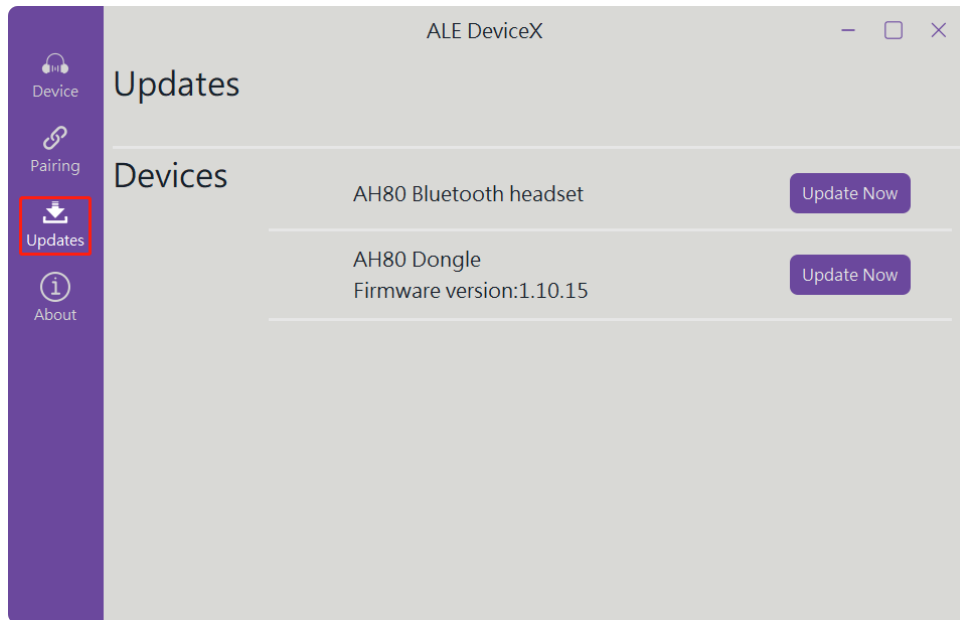 ALE DeviceX
Device
Pairing
Updates
About
Updates
Devices
AH80 Bluetooth headset
Update Now
AH80 Dongle
Firmware version:1.10.15
Update Now